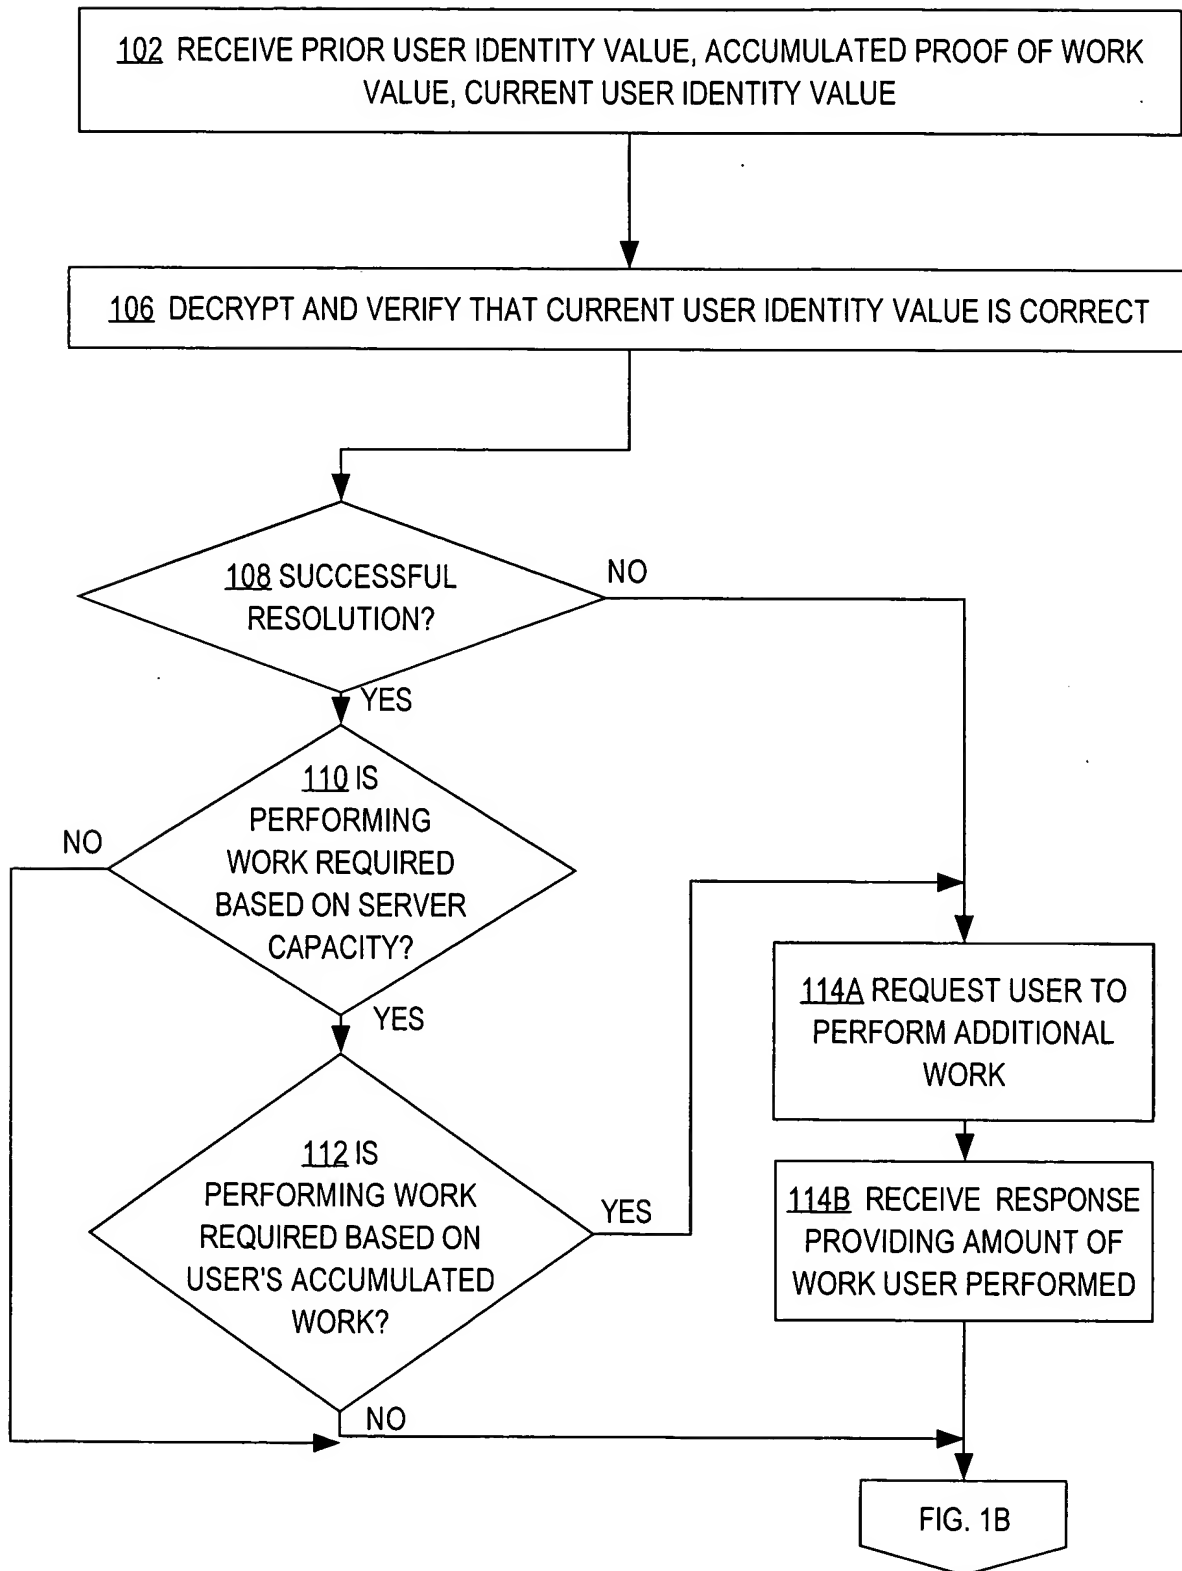 102 RECEIVE PRIOR USER IDENTITY VALUE, ACCUMULATED PROOF OF WORK
VALUE, CURRENT USER IDENTITY VALUE
106 DECRYPT AND VERIFY THAT CURRENT USER IDENTITY VALUE IS CORRECT
108 SUCCESSFUL
RESOLUTION?
NO
YES
110 IS
PERFORMING
WORK REQUIRED
BASED ON SERVER
CAPACITY?
NO
YES
112 IS
PERFORMING WORK
REQUIRED BASED ON
USER'S ACCUMULATED
WORK?
YES
NO
114A REQUEST USER TO
PERFORM ADDITIONAL
WORK
114B RECEIVE RESPONSE
PROVIDING AMOUNT OF
WORK USER PERFORMED
FIG. 1B